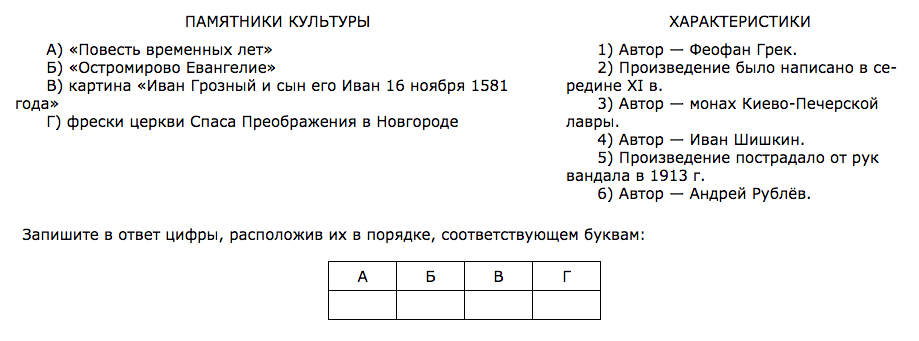 ПАМЯТНИКИ КУЛЬТУРЫ
А) «Повесть временных лет»
Б) «Остромирово Евангелие»
В) картина «Иван Грозный и сын его Иван 16 ноября 1581
года»
Г) фрески церкви Спаса Преображения в Новгороде
ХАРАКТЕРИСТИКИ
1) Автор — Феофан Грек.
2) Произведение было написано в се-
редине XI в.
3) Автор — монах Киево-Печерской
лавры.
4) Автор — Иван Шишкин.
5) Произведение пострадало от рук
вандала в 1913 г.
6) Автор — Андрей Рублёв.
Запишите в ответ цифры, расположив их в порядке, соответствующем буквам:
А Б В Г